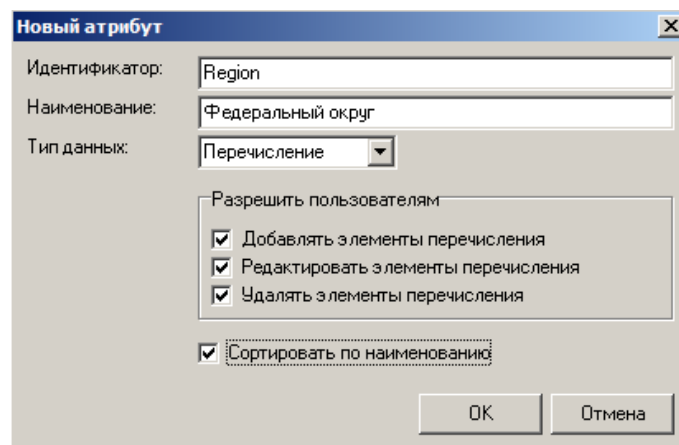 Новый атрибут
Идентификатор: Region
Наименование: Федеральный округ
Тип данных: Перечисление
Разрешить пользователям
Добавлять элементы перечисления
Редактировать элементы перечисления
Удалять элементы перечисления
Сортировать по наименованию
OK Отмена